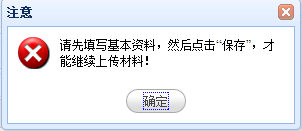 注意
请先填写基本资料，然后点击“保存”，才
能继续上传材料！
确定